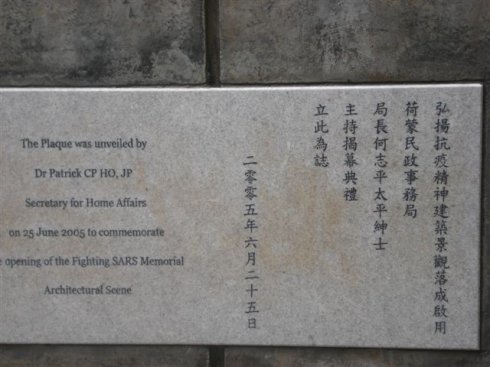 The Plaque was unveiled by
Dr Patrick CP HO, JP
Secretary for Home Affairs
on 25 June 2005 to commemorate
opening of the Fighting SARS Memorial
Architectural Scene
弘揚抗疫精神建築景觀落成啟用
荷蒙民政事務局
局長何志平太平紳士
主持揭幕典禮
立此為誌
二零零五年六月二十五日